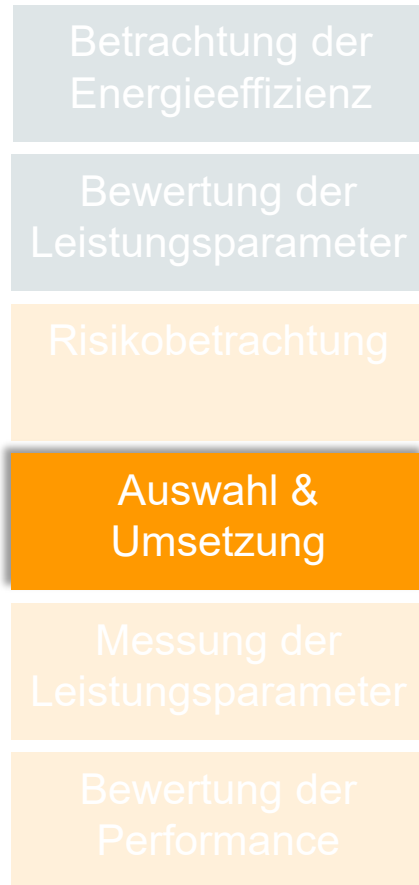 Betrachtung der
Energieeffizienz
Bewertung der
Leistungsparameter
Risikobetrachtung
Auswahl &
Umsetzung
Messung der
Leistungsparameter
Bewertung der
Performance